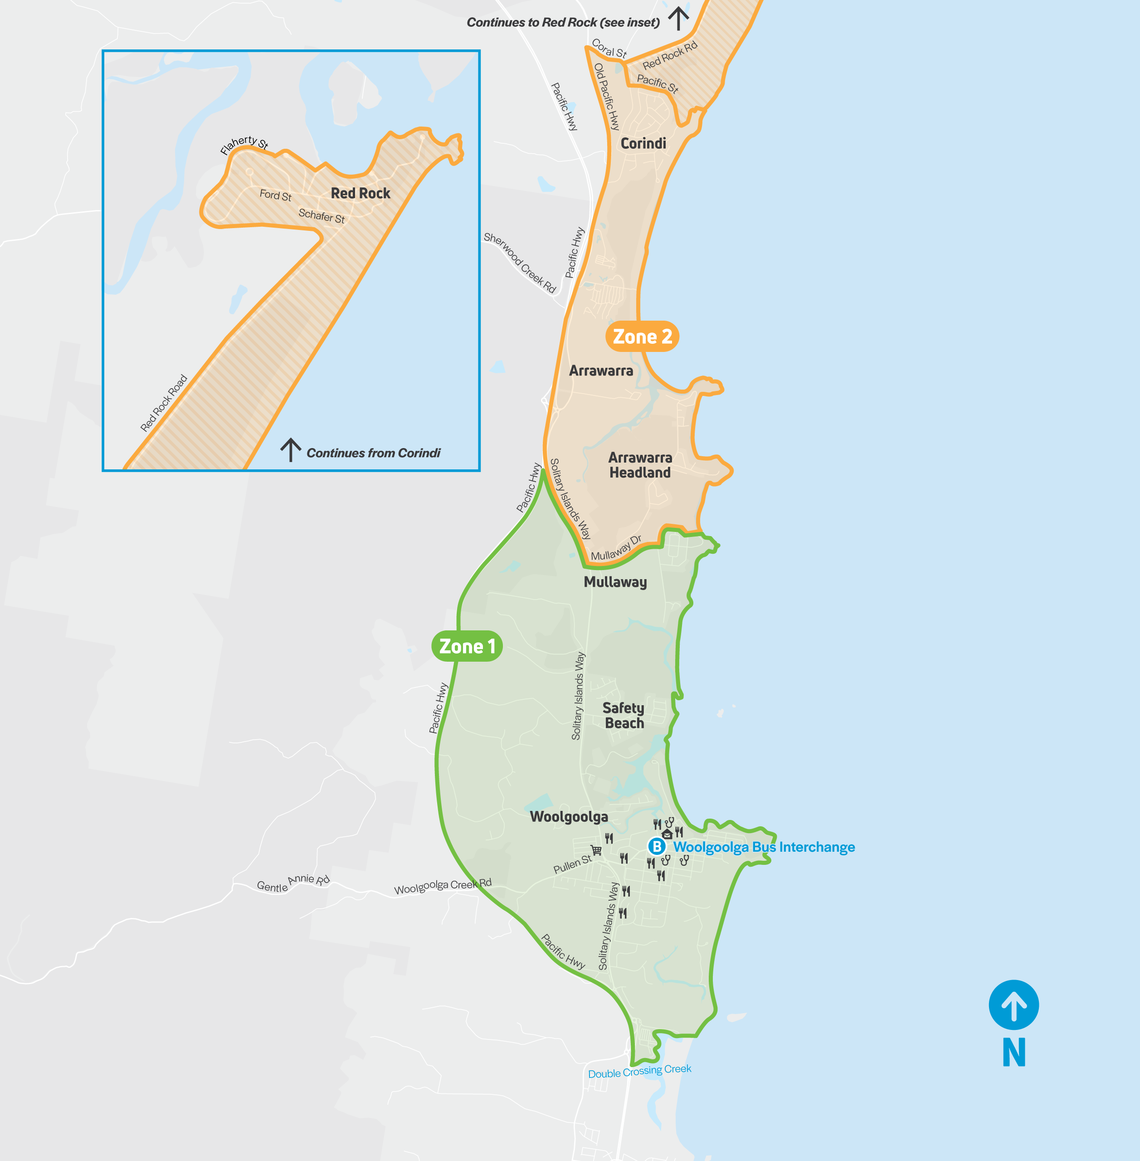 Continues to Red Rock (see inset)
Coral St
Red Rock Rd
Old Pacific Hwy
Pacific St
Pacific Hwy
Corindi
Flaherty St
Red Rock
Ford St
Schafer St
Sherwood Creek Rd
Pacific Hwy
Zone 2
Arrawarra
Red Rock Road
Continues from Corindi
Arrawarra
Headland
Pacific Hwy
Solitary Islands Way
Mullaway Dr
Mullaway
Zone 1
Pacific Hwy
Solitary Islands Way
Safety
Beach
Woolgoolga
B
Woolgoolga Bus Interchange
Pullen St
Gentle Annie Rd
Woolgoolga Creek Rd
Solitary Islands Way
Pacific Hwy
Double Crossing Creek
N